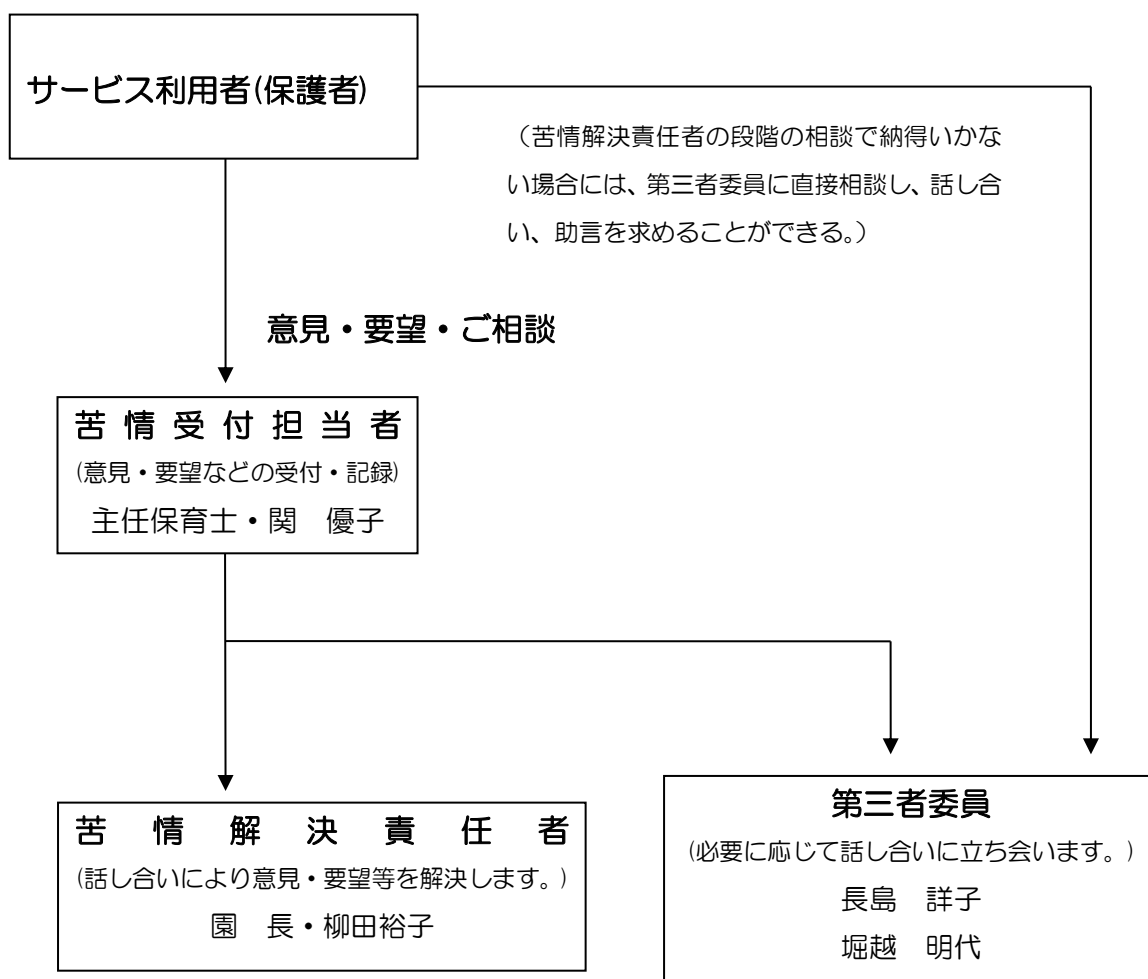 サービス利用者(保護者)
（苦情解決責任者の段階の相談で納得いかな
い場合には、第三者委員に直接相談し、話し合
い、助言を求めることができる。）
意見・要望・ご相談
苦情受付担当者
(意見・要望などの受付・記録)
主任保育士・関　優子
苦情解決責任者
(話し合いにより意見・要望等を解決します。)
園　長・柳田裕子
第三者委員
(必要に応じて話し合いに立ち会います。)
長島　詳子
堀越　明代